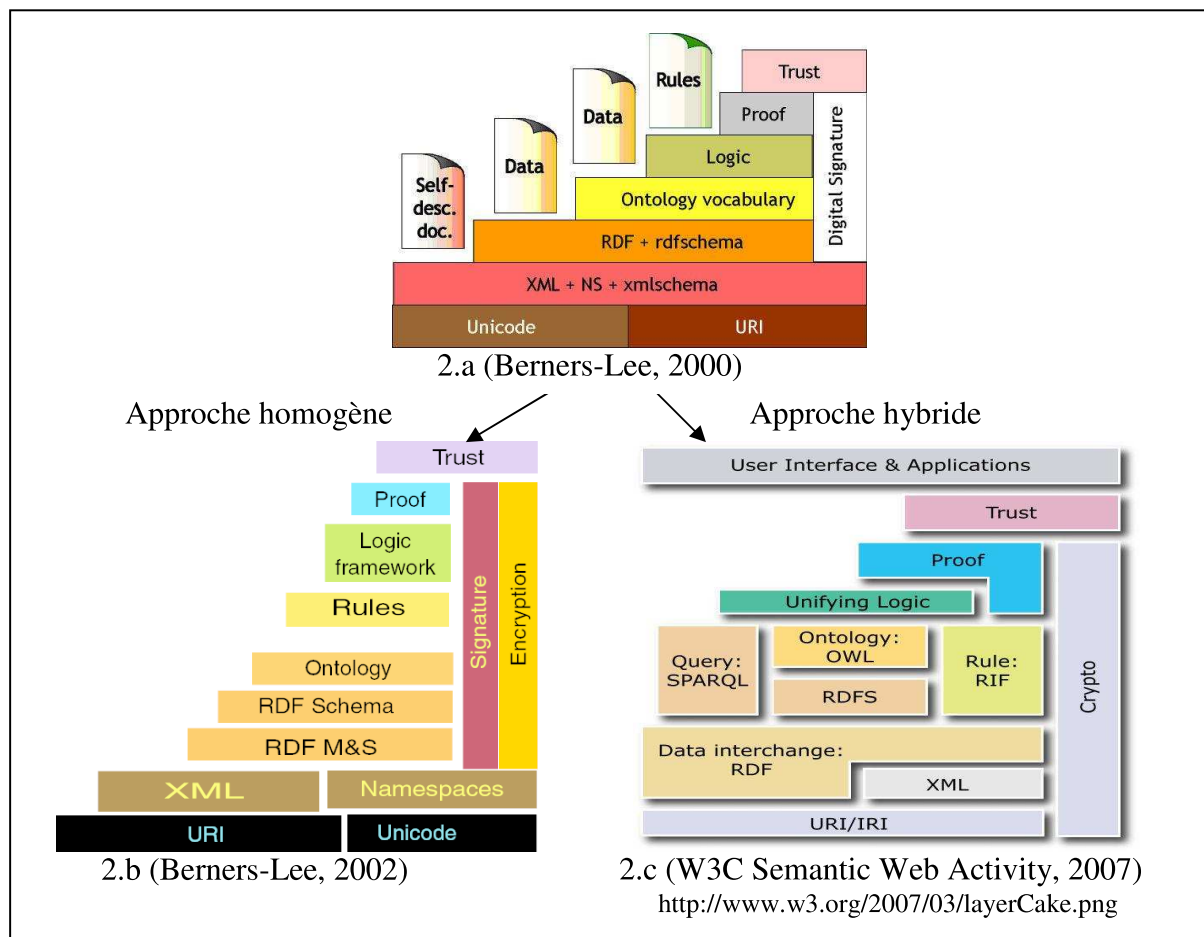 Trust
Rules
Proof
Data
Logic
Data
Ontology vocabulary
Self-
desc.
doc.
RDF + rdfschema
Digital Signature
XML + NS + xmlschema
Unicode
URI
2.a (Berners-Lee, 2000)
Approche homogène
Trust
Proof
Logic
framework
Rules
Ontology
RDF Schema
RDF M&S
Signature
Encryption
XML
Namespaces
URI
Unicode
2.b (Berners-Lee, 2002)
Approche hybride
User Interface & Applications
Trust
Proof
Unifying Logic
Query:
SPARQL
Ontology:
OWL
RDFS
Rule:
RIF
Crypto
Data interchange:
RDF
XML
URI/IRI
2.c (W3C Semantic Web Activity, 2007)
http://www.w3.org/2007/03/layerCake.png